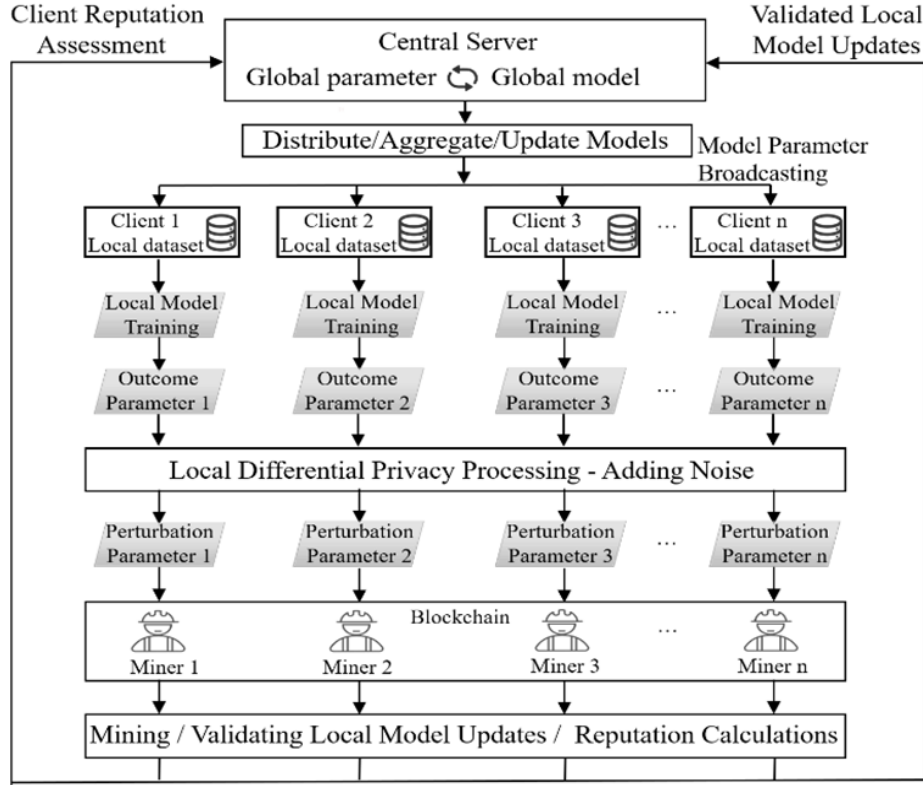 Client Reputation
Assessment
Validated Local
Model Updates
Central Server
Global parameter Global model
Distribute/Aggregate/Update Models
Model Parameter
Broadcasting
Client 1
Local dataset
Client 2
Local dataset
Client 3
Local dataset
...
Client n
Local dataset
Local Model
Training
Local Model
Training
Local Model
Training
...
Local Model
Training
Outcome
Parameter 1
Outcome
Parameter 2
Outcome
Parameter 3
...
Outcome
Parameter n
Local Differential Privacy Processing - Adding Noise
Perturbation
Parameter 1
Perturbation
Parameter 2
Perturbation
Parameter 3
...
Perturbation
Parameter n
Blockchain
...
Miner 1
Miner 2
Miner 3
Miner n
Mining / Validating Local Model Updates / Reputation Calculations